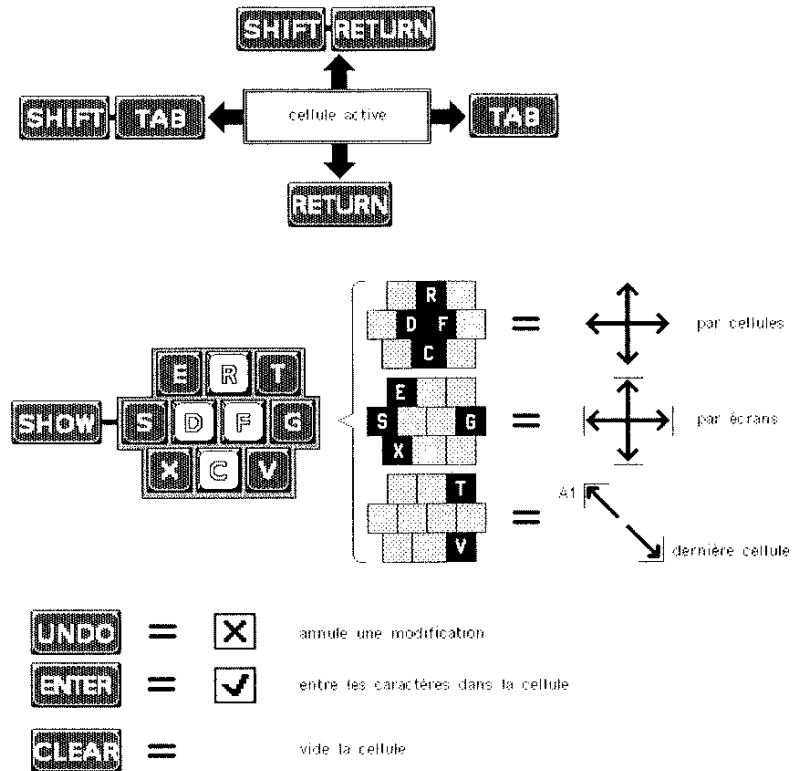 SHIFT RETURN
SHIFT TAB cellule active TAB
RETURN
R
D F
C
par cellules
E R T
SHOW S D F G
X C V
E
S G
X
par écrans
T
V
A1
dernière cellule
UNDO = X annule une modification
ENTER = ✓ entre les caractères dans la cellule
CLEAR = vide la cellule